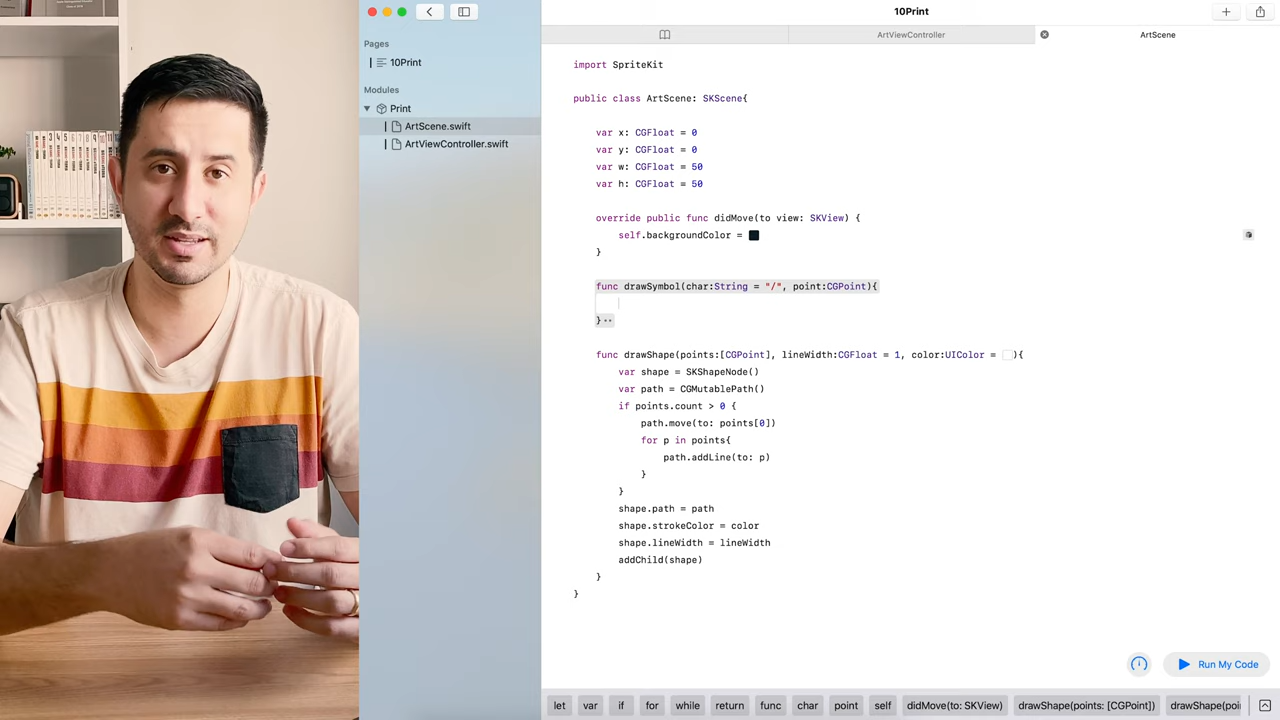 10Print
Pages
10Print
Modules
Print
ArtScene.swift
ArtViewController.swift
ArtViewController
ArtScene
import SpriteKit
public class ArtScene: SKScene{
var x: CGFloat = 0
var y: CGFloat = 0
var w: CGFloat = 50
var h: CGFloat = 50
override public func didMove(to view: SKView) {
self.backgroundColor =
}
func drawSymbol(char:String = "/", point:CGPoint){
}
func drawShape(points:[CGPoint], lineWidth:CGFloat = 1, color:UIColor = ){
var shape = SKShapeNode()
var path = CGMutablePath()
if points.count > 0 {
path.move(to: points[0])
for p in points{
path.addLine(to: p)
}
}
shape.path = path
shape.strokeColor = color
shape.lineWidth = lineWidth
addChild(shape)
}
}
Run My Code
let var if for while return func char point self didMove(to: SKView) drawShape(points: [CGPoint]) drawShape(poi